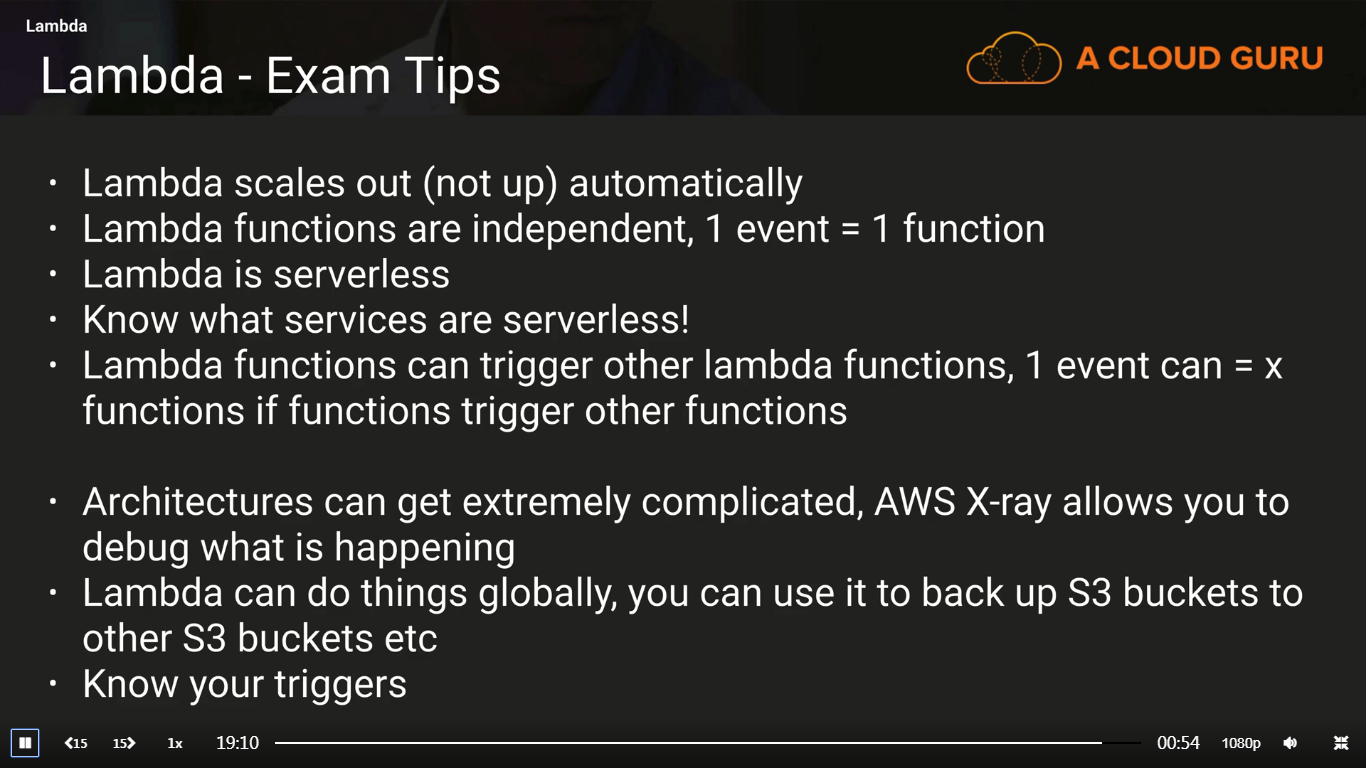 Lambda
Lambda - Exam Tips
A CLOUD GURU
• Lambda scales out (not up) automatically
• Lambda functions are independent, 1 event = 1 function
• Lambda is serverless
• Know what services are serverless!
• Lambda functions can trigger other lambda functions, 1 event can = x
functions if functions trigger other functions
• Architectures can get extremely complicated, AWS X-ray allows you to
debug what is happening
• Lambda can do things globally, you can use it to back up S3 buckets to
other S3 buckets etc
• Know your triggers
15 15 1x 19:10 00:54 1080p